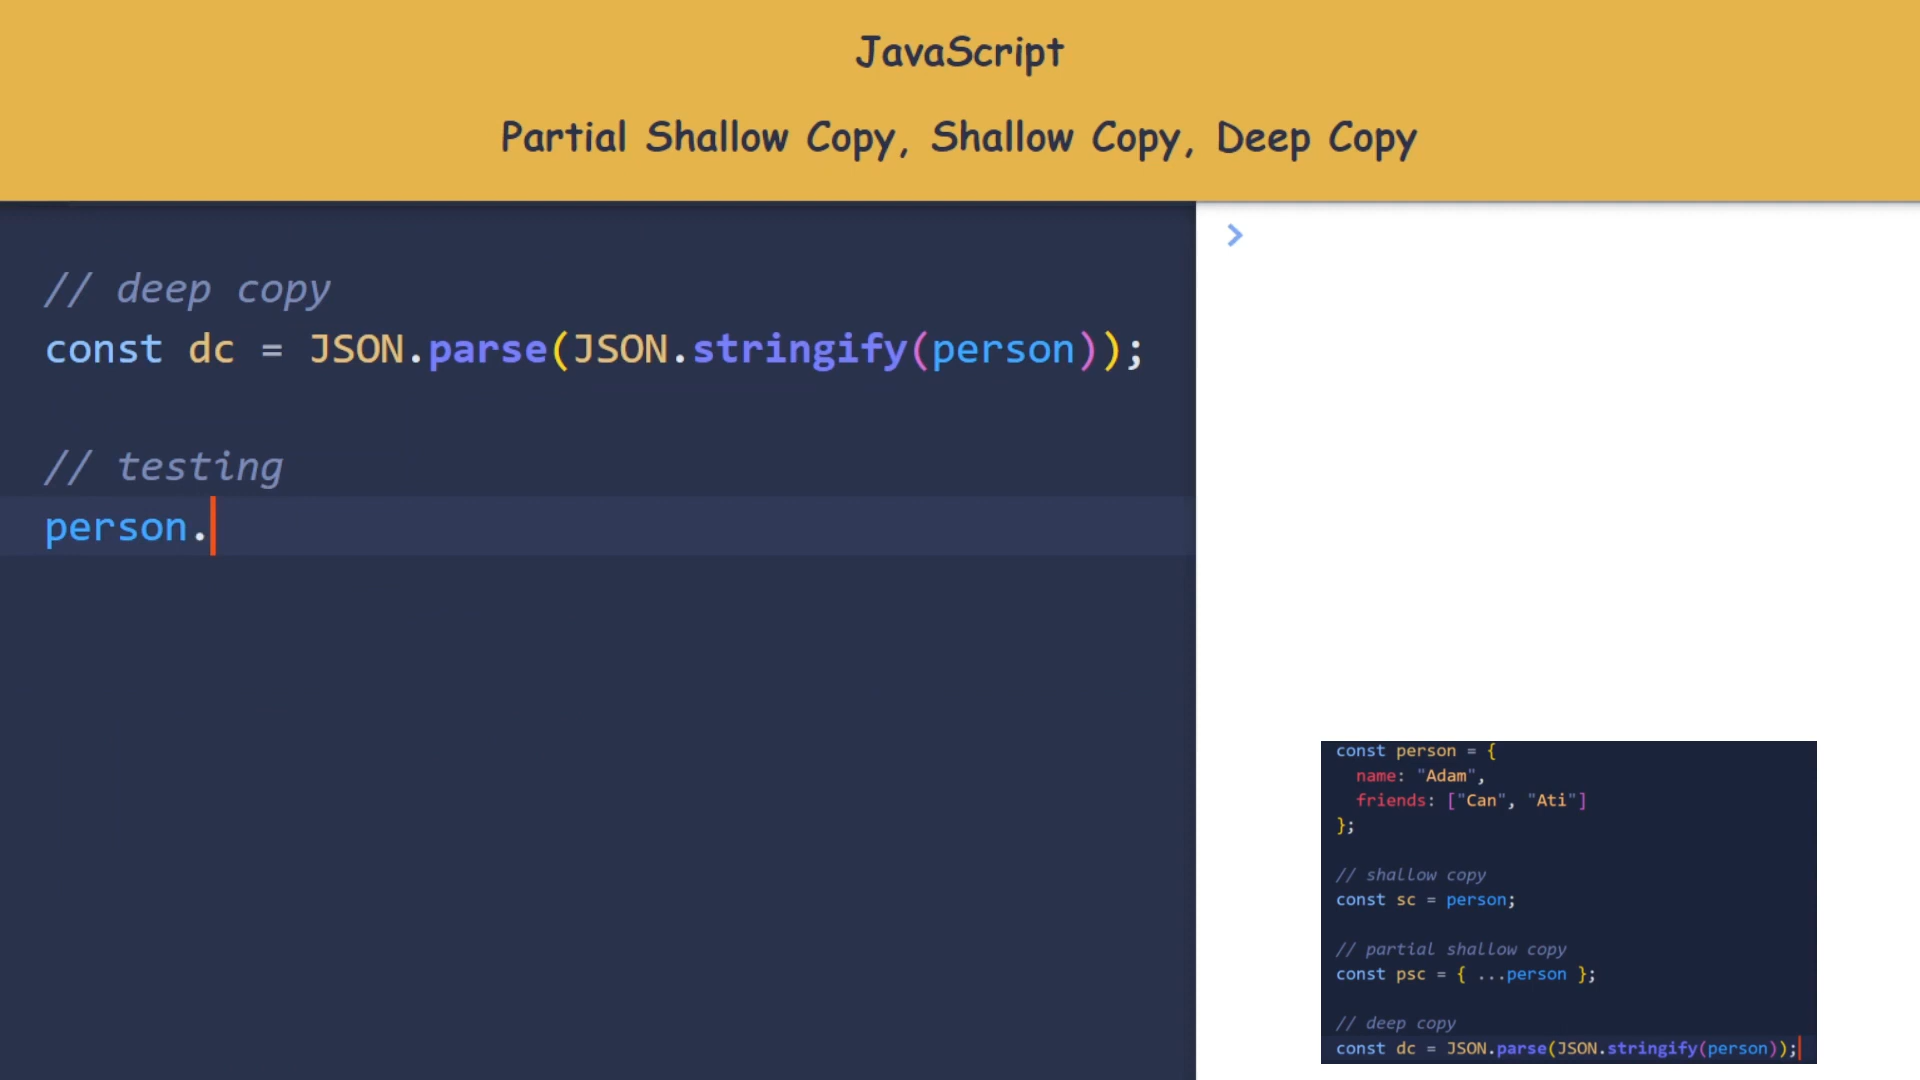 JavaScript
Partial Shallow Copy, Shallow Copy, Deep Copy
// deep copy
const dc = JSON.parse(JSON.stringify(person));
// testing
person.
const person = {
  name: "Adam",
  friends: ["Can", "Ati"]
};
// shallow copy
const sc = person;
// partial shallow copy
const psc = { ...person };
// deep copy
const dc = JSON.parse(JSON.stringify(person));